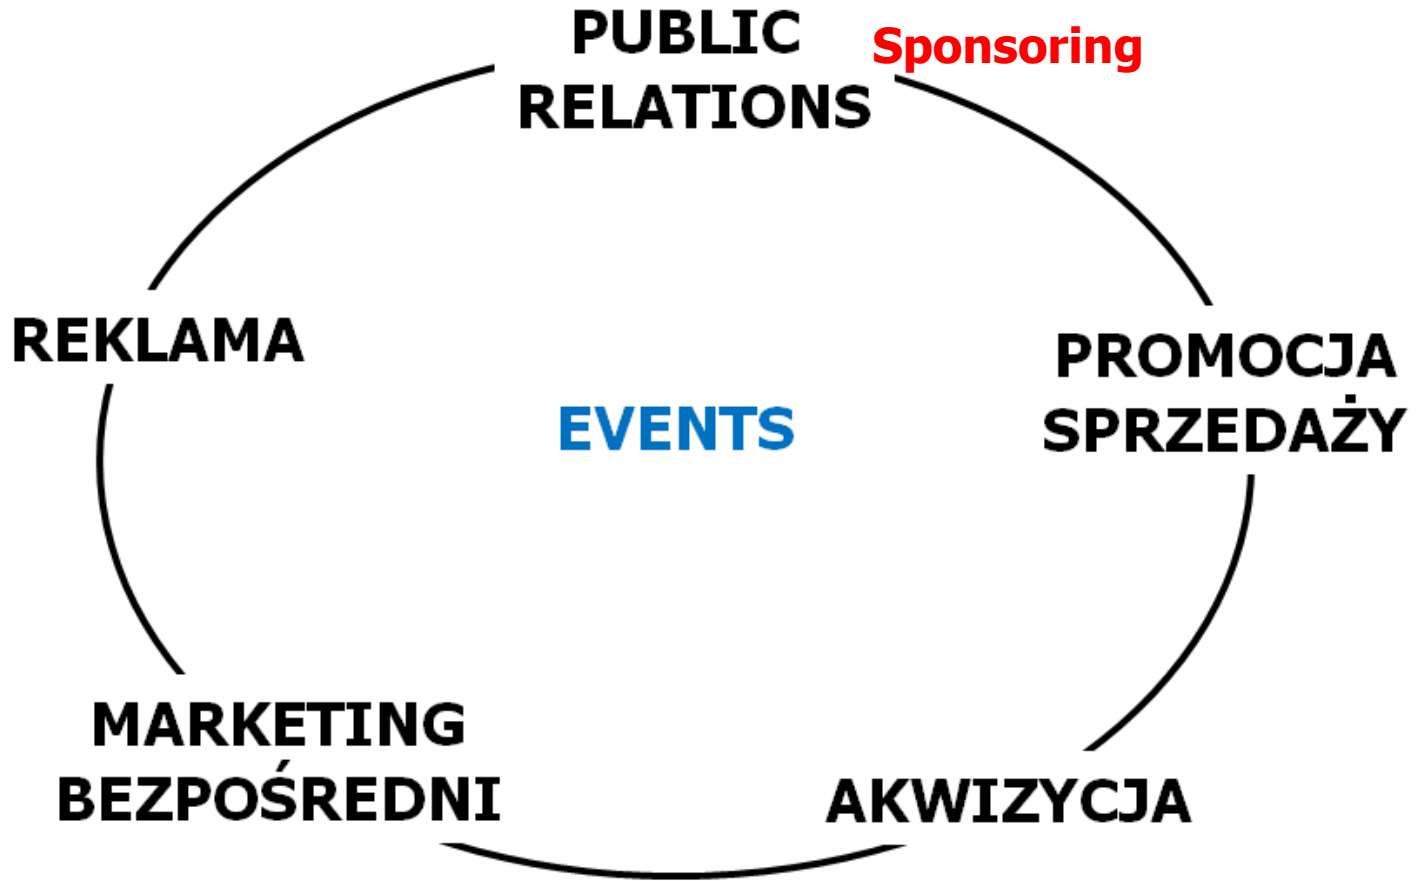 PUBLIC
RELATIONS
Sponsoring
REKLAMA
PROMOCJA
SPRZEDAŻY
EVENTS
MARKETING
BEZPOŚREDNI
AKWIZYCJA